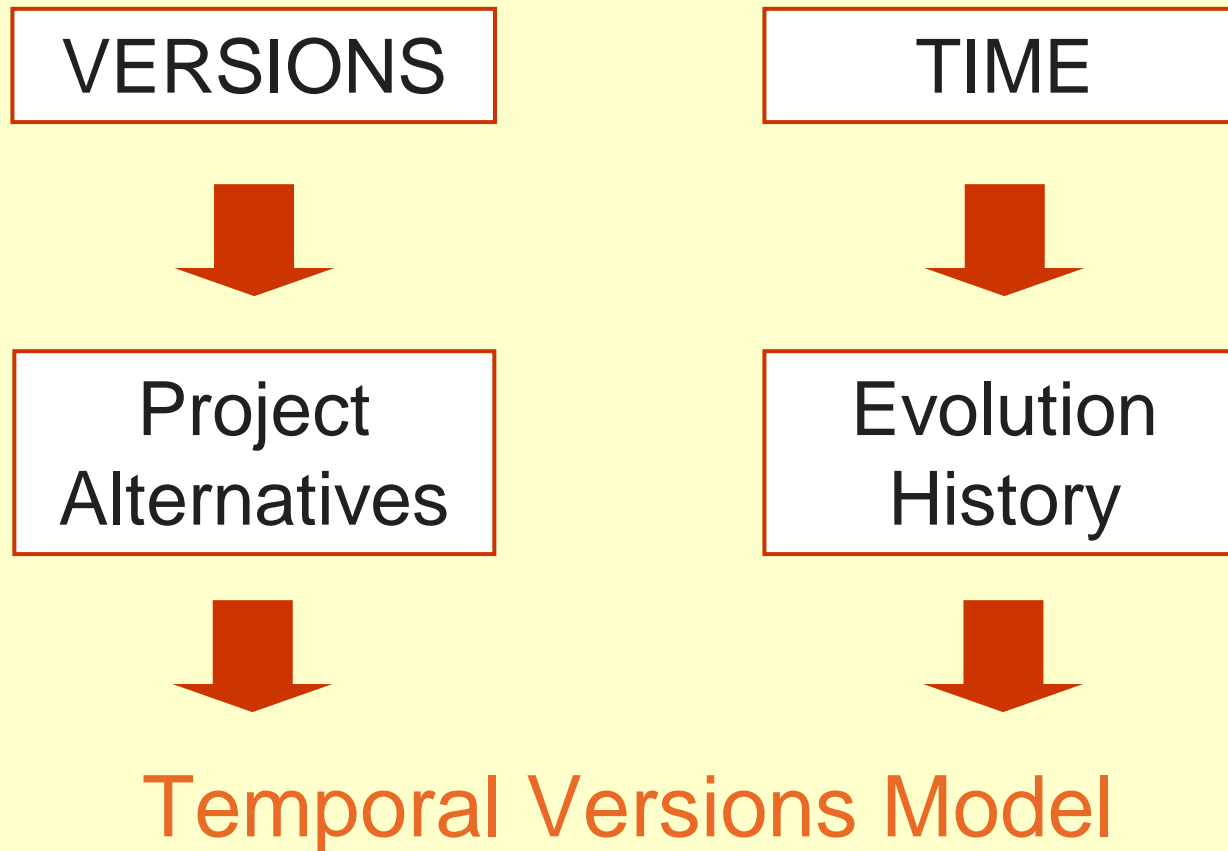 VERSIONS
TIME
Project
Alternatives
Evolution
History
Temporal Versions Model